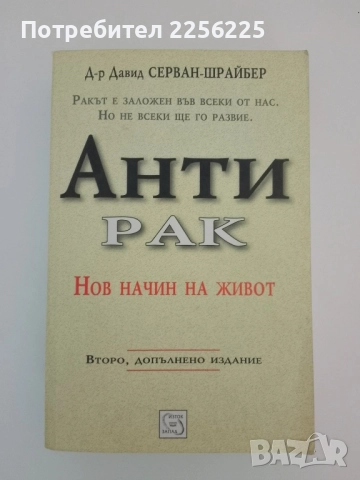 Потребител 2256225
Д-р Давид СЕРВАН-ШРАЙБЕР
РАКЪТ Е ЗАЛОЖЕН ВЪВ ВСЕКИ ОТ НАС.
НО НЕ ВСЕКИ ЩЕ ГО РАЗВИЕ.
АНТИ
РАК
НОВ НАЧИН НА ЖИВОТ
ВТОРО, ДОПЪЛНЕНО ИЗДАНИЕ
BAZAR